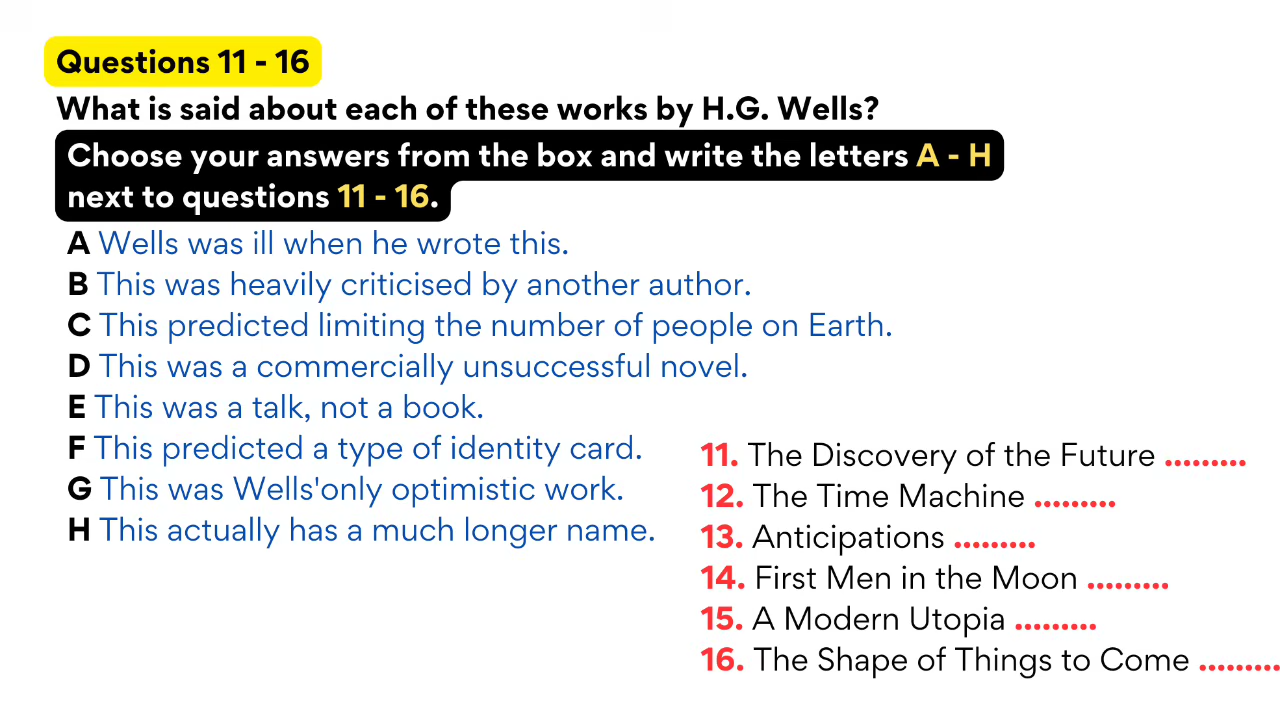 Questions 11 - 16
What is said about each of these works by H.G. Wells?
Choose your answers from the box and write the letters A - H
next to questions 11 - 16.
A Wells was ill when he wrote this.
B This was heavily criticised by another author.
C This predicted limiting the number of people on Earth.
D This was a commercially unsuccessful novel.
E This was a talk, not a book.
F This predicted a type of identity card.
G This was Wells'only optimistic work.
H This actually has a much longer name.
11. The Discovery of the Future .........
12. The Time Machine .........
13. Anticipations .........
14. First Men in the Moon .........
15. A Modern Utopia .........
16. The Shape of Things to Come .........